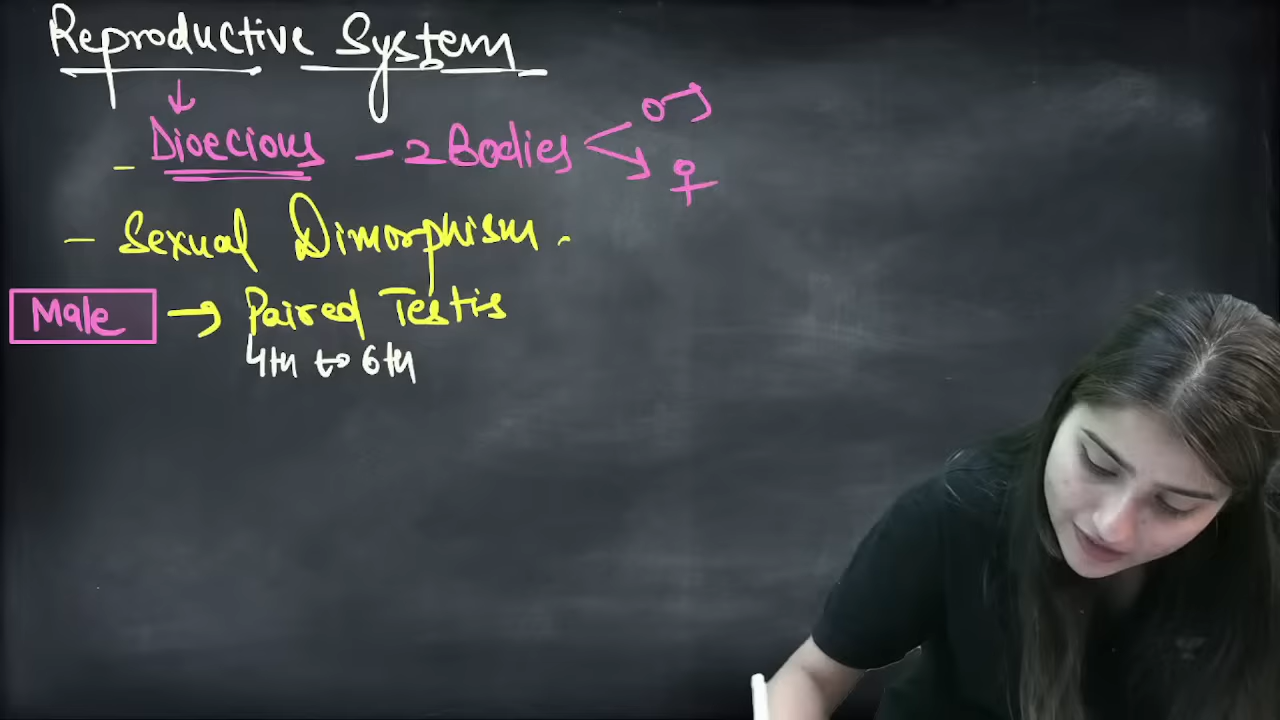 Reproductive System
Dioecious - 2 Bodies ♂ ♀
- Sexual Dimorphism.
Male → Paired Testis
4th to 6th